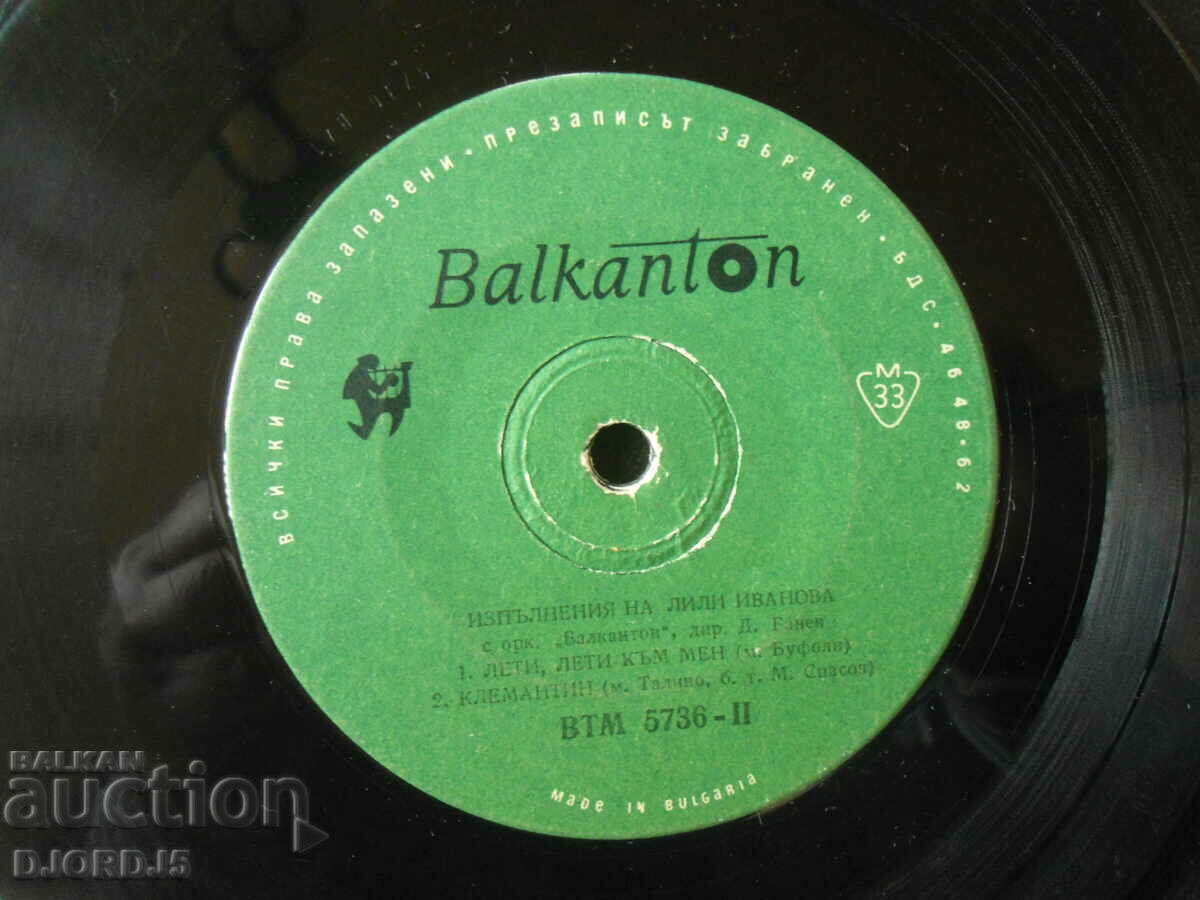 ВСИЧКИ ПРАВА ЗАПАЗЕНИ · ПРЕЗАПИСЪТ ЗАБРАНЕН · БДС · 4648-62
Balkanton
M
33
ИЗПЪЛНЕНИЯ НА ЛИЛИ ИВАНОВА
с орк. „Балкантон“, дир. Д. Ганев :
1. ЛЕТИ, ЛЕТИ КЪМ МЕН (м. Буфоли)
2. КЛЕМАНТИН (м. Талино, б. т. М. Спасов)
ВТМ 5736-II
MADE IN BULGARIA
BALKAN
auction
DJORDJ5